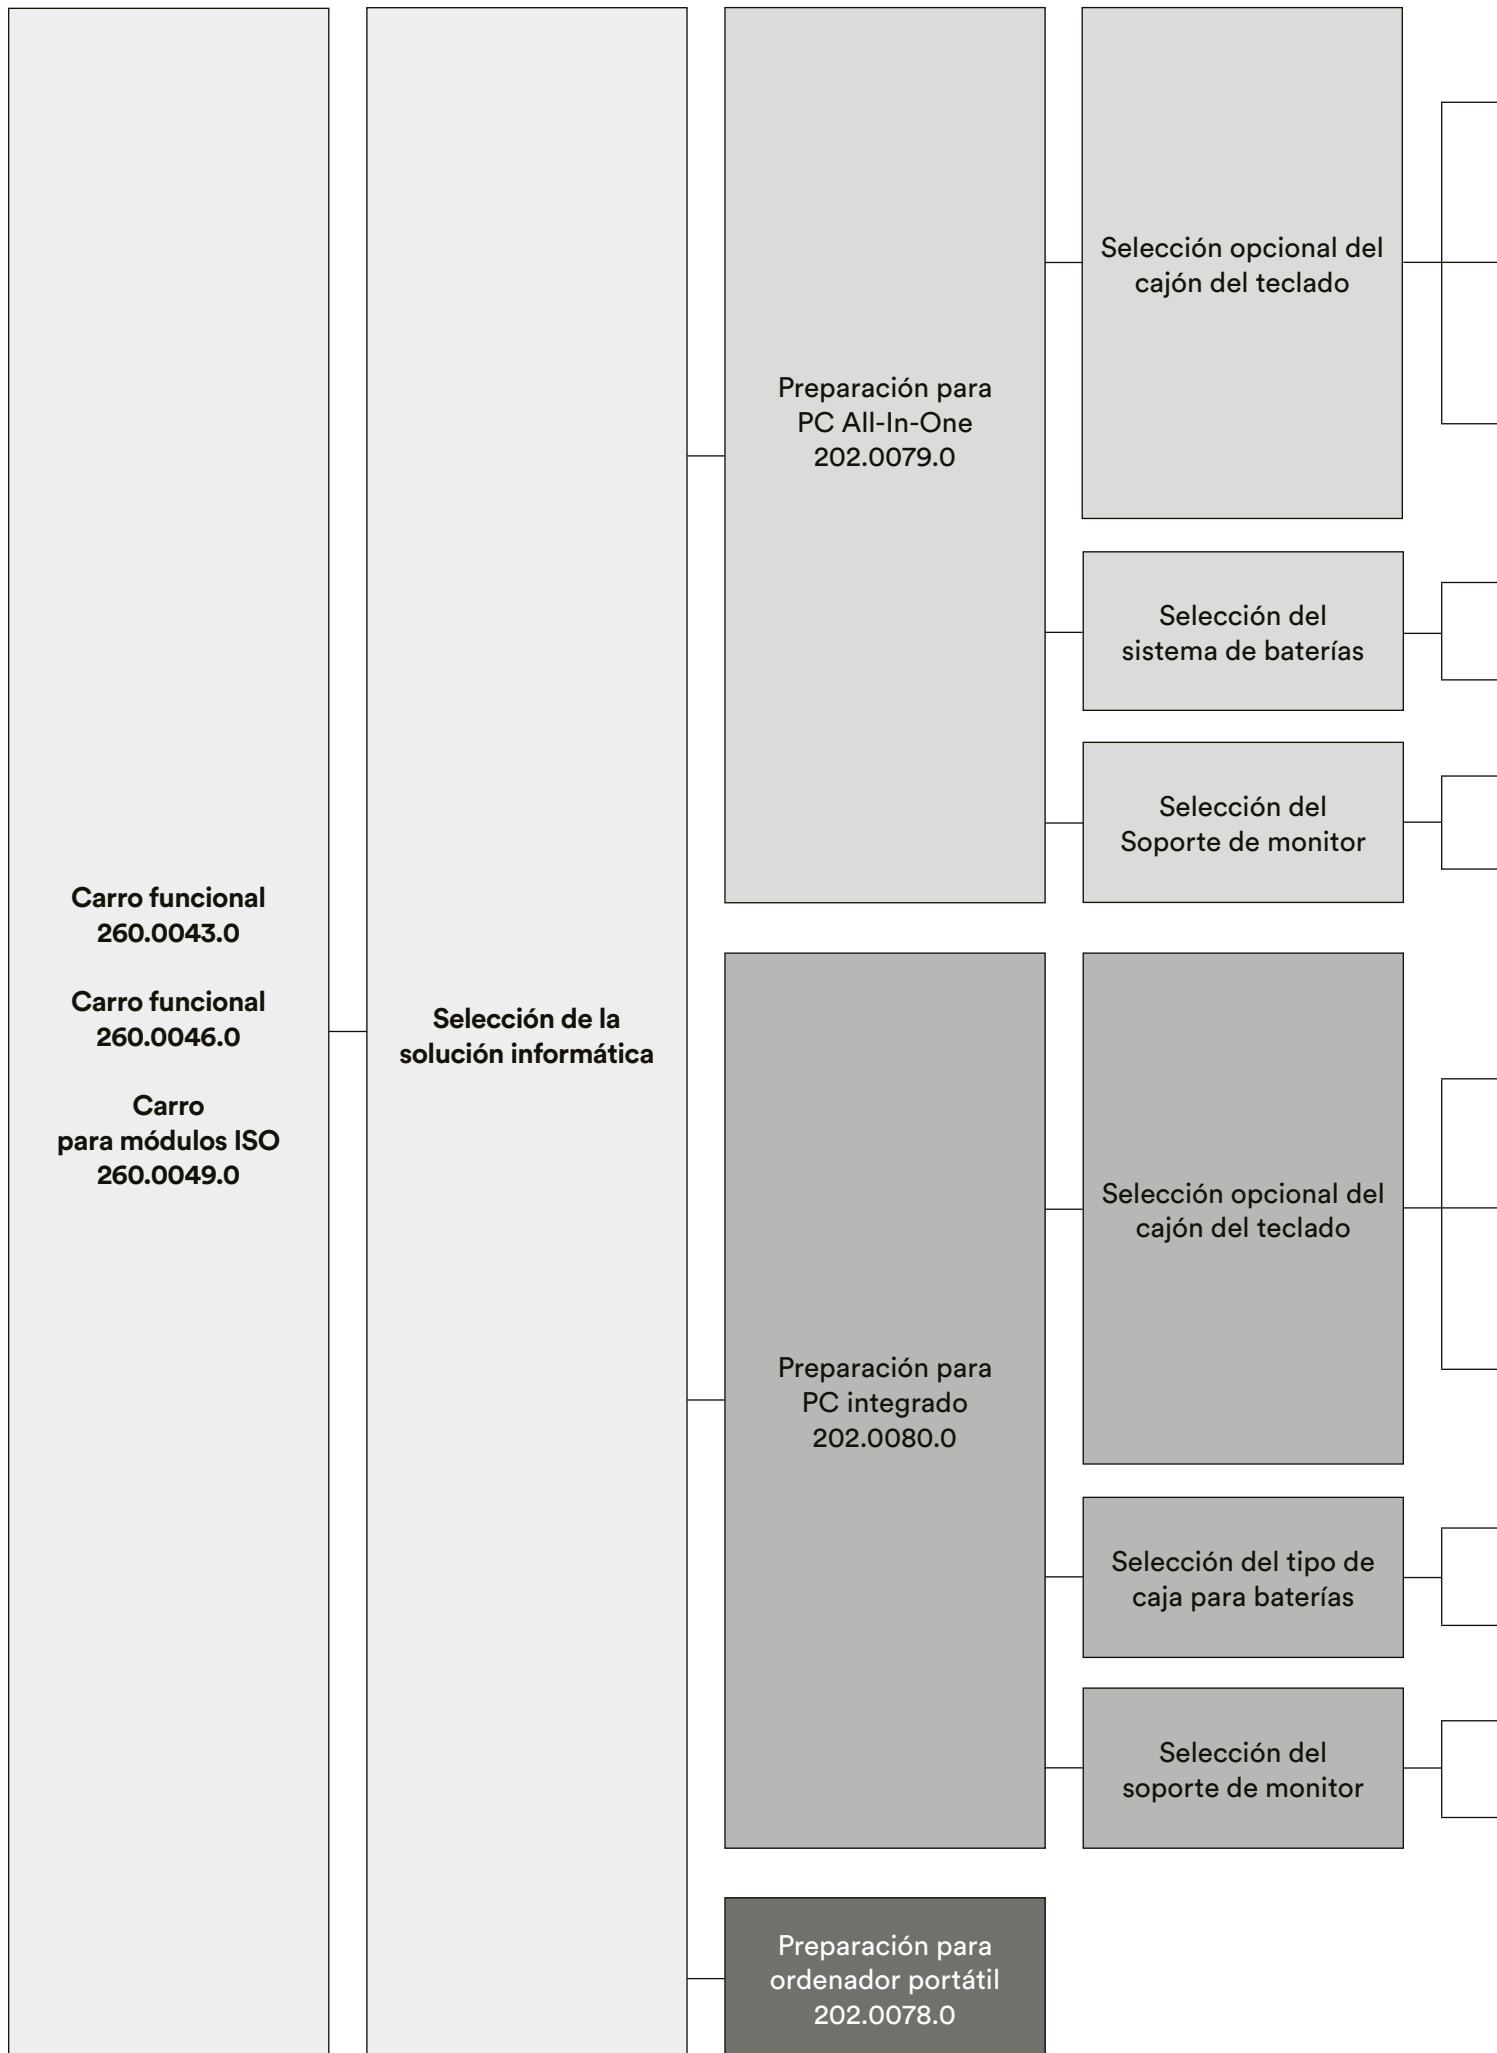 Carro funcional
260.0043.0
Carro funcional
260.0046.0
Carro
para módulos ISO
260.0049.0
Selección de la
solución informática
Preparación para
PC All-In-One
202.0079.0
Selección opcional del
cajón del teclado
Selección del
sistema de baterías
Selección del
Soporte de monitor
Preparación para
PC integrado
202.0080.0
Selección opcional del
cajón del teclado
Selección del tipo de
caja para baterías
Selección del
soporte de monitor
Preparación para
ordenador portátil
202.0078.0